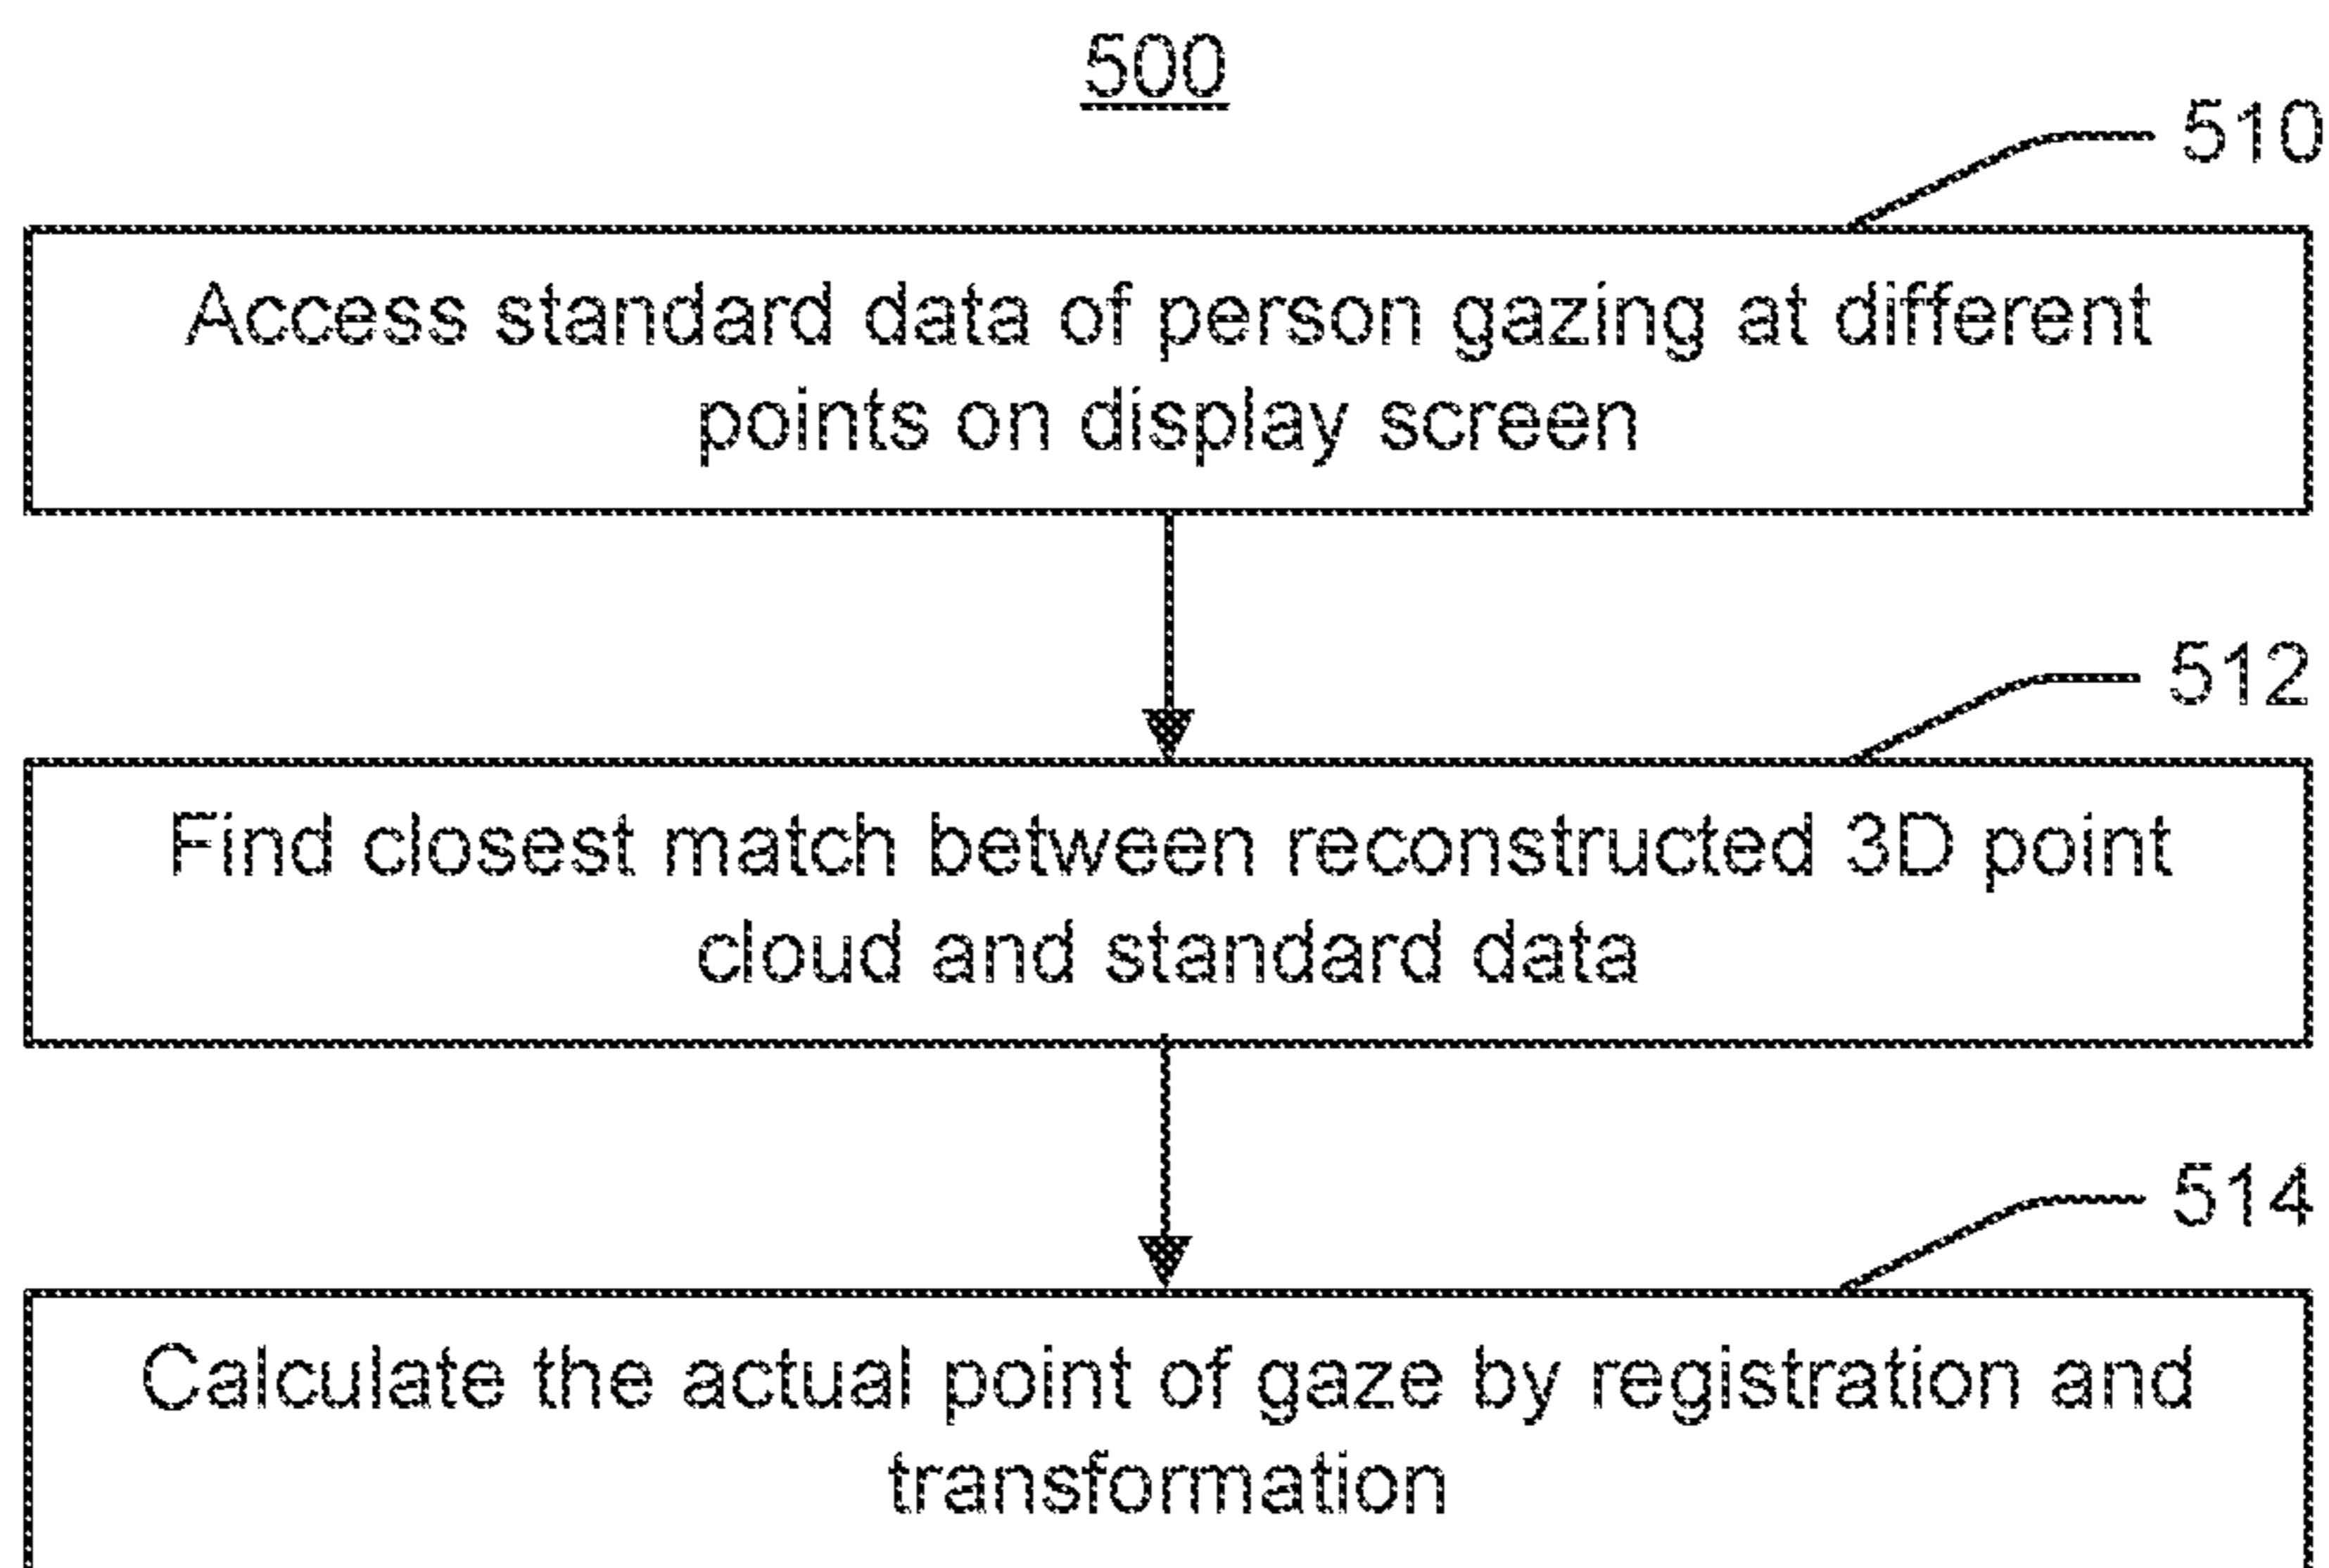 500
510
Access standard data of person gazing at different
points on display screen
512
Find closest match between reconstructed 3D point
cloud and standard data
514
Calculate the actual point of gaze by registration and
transformation